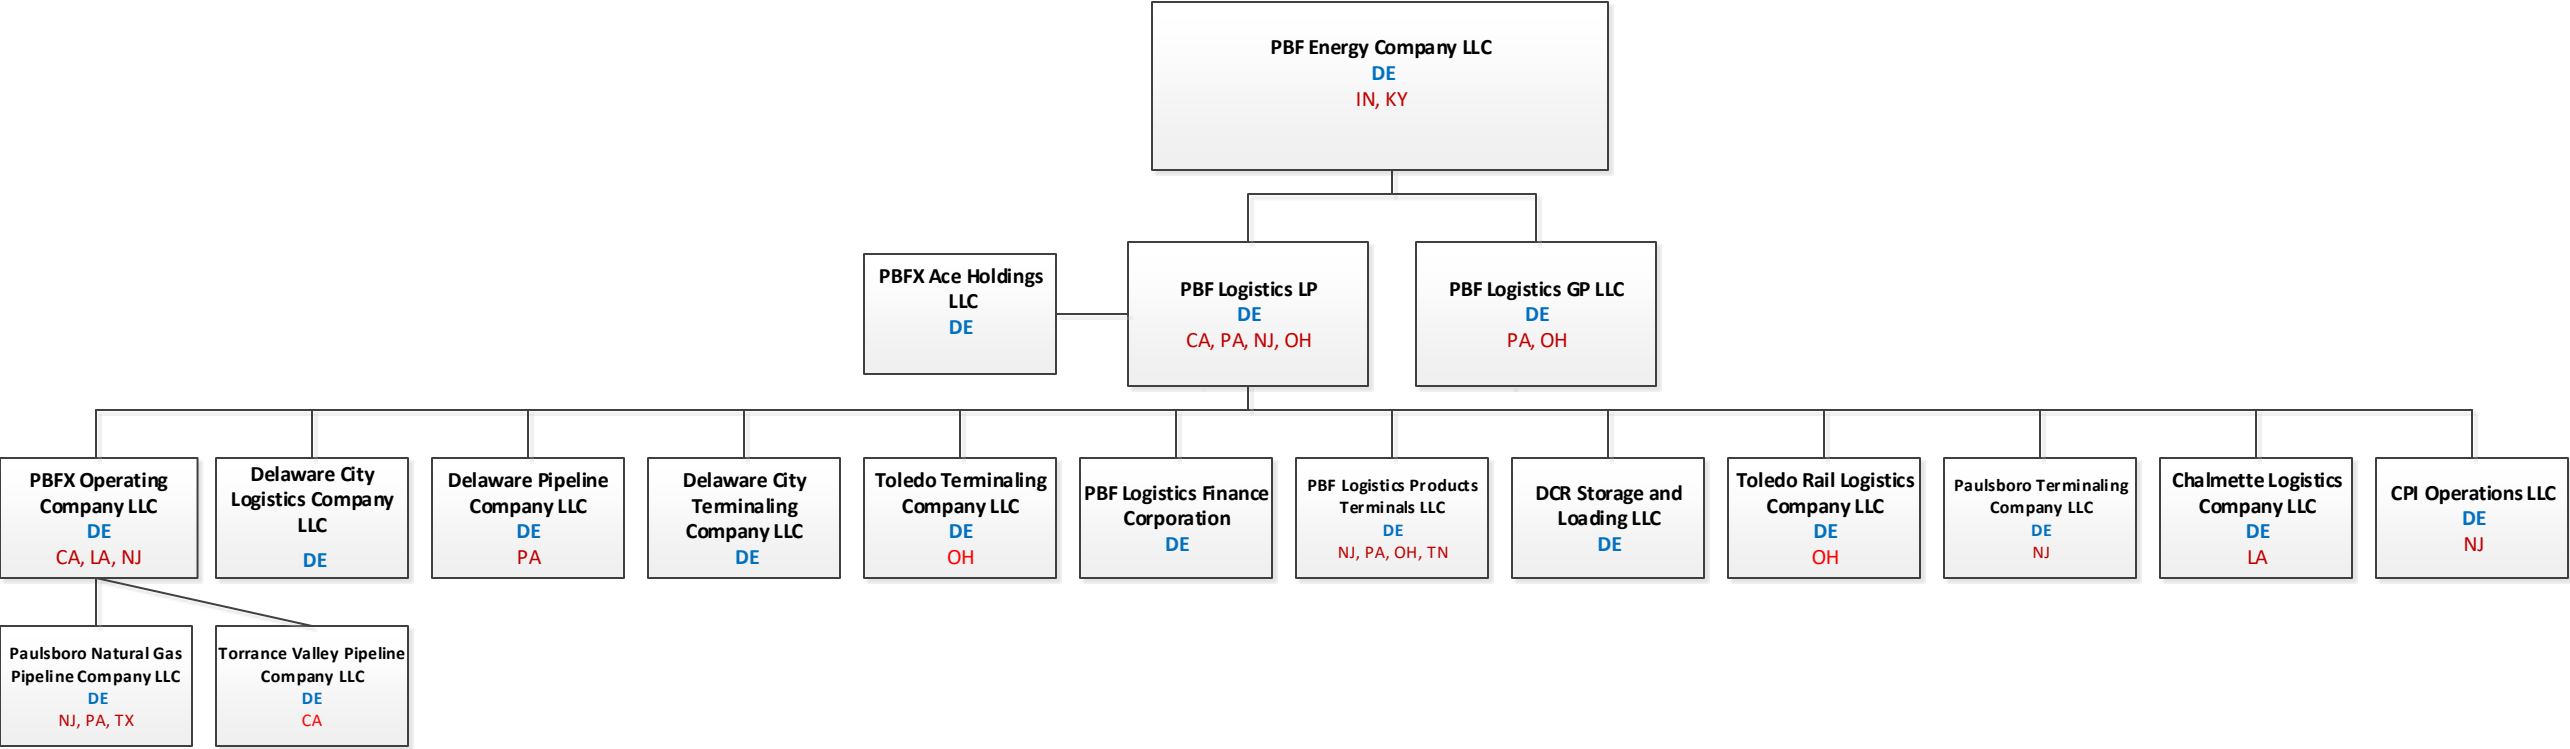 PBF Energy Company LLC
DE
IN, KY
PBFX Ace Holdings
LLC
DE
PBF Logistics LP
DE
CA, PA, NJ, OH
PBF Logistics GP LLC
DE
PA, OH
PBFX Operating
Company LLC
DE
CA, LA, NJ
Delaware City
Logistics Company
LLC
DE
Delaware Pipeline
Company LLC
DE
PA
Delaware City
Terminaling
Company LLC
DE
Toledo Terminaling
Company LLC
DE
OH
PBF Logistics Finance
Corporation
DE
PBF Logistics Products
Terminals LLC
DE
NJ, PA, OH, TN
DCR Storage and
Loading LLC
DE
Toledo Rail Logistics
Company LLC
DE
OH
Paulsboro Terminaling
Company LLC
DE
NJ
Chalmette Logistics
Company LLC
DE
LA
CPI Operations LLC
DE
NJ
Paulsboro Natural Gas
Pipeline Company LLC
DE
NJ, PA, TX
Torrance Valley Pipeline
Company LLC
DE
CA